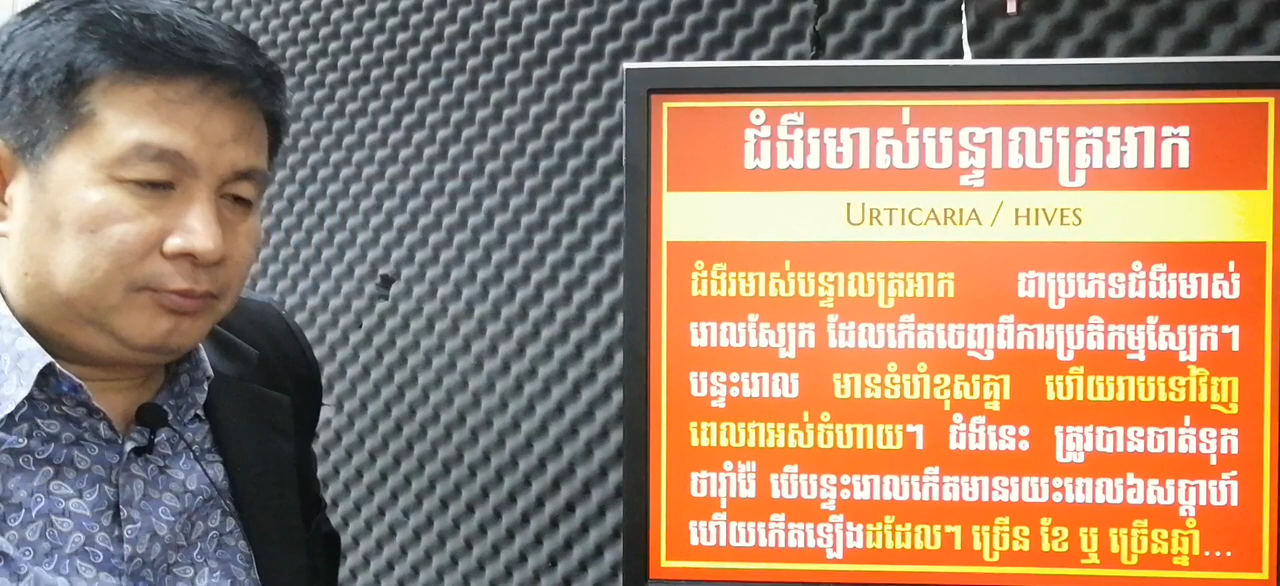 ជំងឺរមាស់បន្ទាលត្រអាក
URTICARIA / HIVES
ជំងឺរមាស់បន្ទាលត្រអាក ជាប្រភេទជំងឺរមាស់
រោលស្បែក ដែលកើតចេញពីការប្រតិកម្មស្បែក។
បន្ទះរោល មានទំហំខុសគ្នា ហើយរាបទៅវិញ
ពេលវាអស់ចំហាយ។ ជំងឺនេះ ត្រូវបានចាត់ទុក
ថារ៉ាំរ៉ៃ បើបន្ទះរោលកើតមានរយះពេល៦សប្តាហ៍
ហើយកើតឡើងដដែលៗ ច្រើន ខែ ឬ ច្រើនឆ្នាំ...